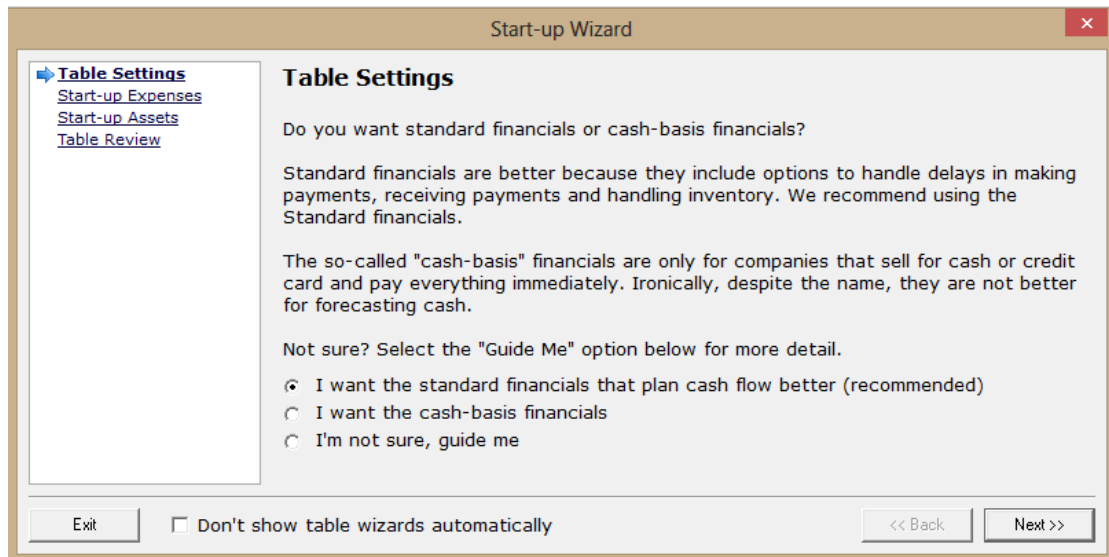 Start-up Wizard
Table Settings
Start-up Expenses
Start-up Assets
Table Review
Table Settings
Do you want standard financials or cash-basis financials?
Standard financials are better because they include options to handle delays in making
payments, receiving payments and handling inventory. We recommend using the
Standard financials.
The so-called "cash-basis" financials are only for companies that sell for cash or credit
card and pay everything immediately. Ironically, despite the name, they are not better
for forecasting cash.
Not sure? Select the "Guide Me" option below for more detail.
I want the standard financials that plan cash flow better (recommended)
I want the cash-basis financials
I'm not sure, guide me
Exit
Don't show table wizards automatically
<< Back
Next >>